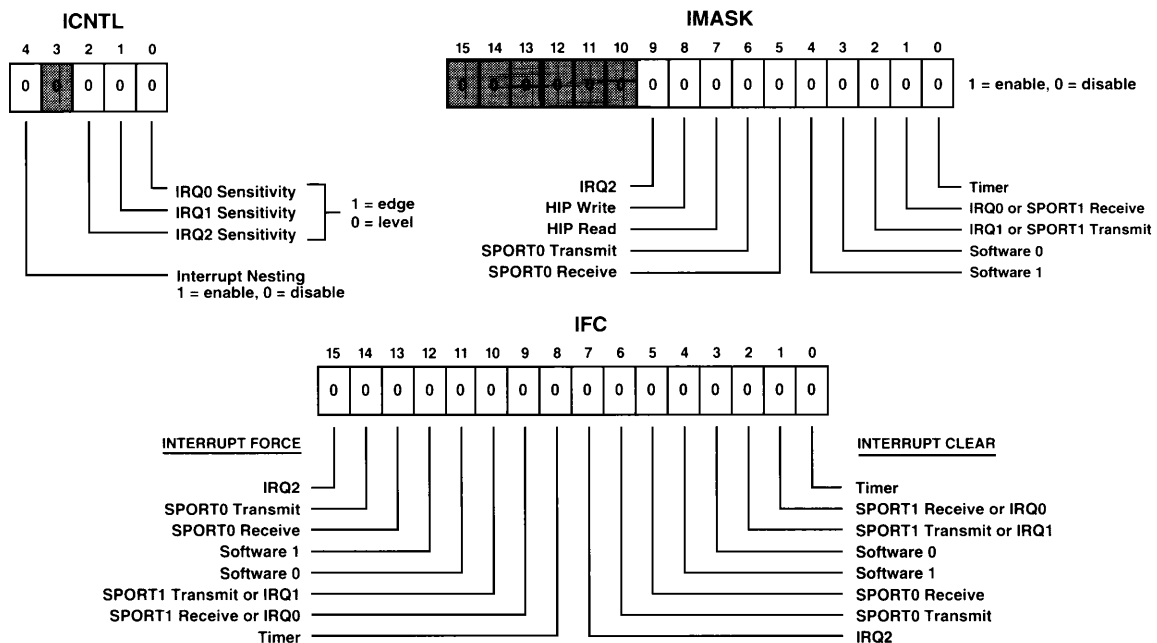 ICNTL
4 3 2 1 0
0 0 0 0 0
IRQ0 Sensitivity
IRQ1 Sensitivity
IRQ2 Sensitivity
1 = edge
0 = level
Interrupt Nesting
1 = enable, 0 = disable
IMASK
15 14 13 12 11 10 9 8 7 6 5 4 3 2 1 0
0 0 0 0 0 0 0 0 0 0 0 0 0 0 0 0
1 = enable, 0 = disable
IRQ2
HIP Write
HIP Read
SPORT0 Transmit
SPORT0 Receive
Timer
IRQ0 or SPORT1 Receive
IRQ1 or SPORT1 Transmit
Software 0
Software 1
IFC
15 14 13 12 11 10 9 8 7 6 5 4 3 2 1 0
0 0 0 0 0 0 0 0 0 0 0 0 0 0 0 0
INTERRUPT FORCE
IRQ2
SPORT0 Transmit
SPORT0 Receive
Software 1
Software 0
SPORT1 Transmit or IRQ1
SPORT1 Receive or IRQ0
Timer
INTERRUPT CLEAR
Timer
SPORT1 Receive or IRQ0
SPORT1 Transmit or IRQ1
Software 0
Software 1
SPORT0 Receive
SPORT0 Transmit
IRQ2